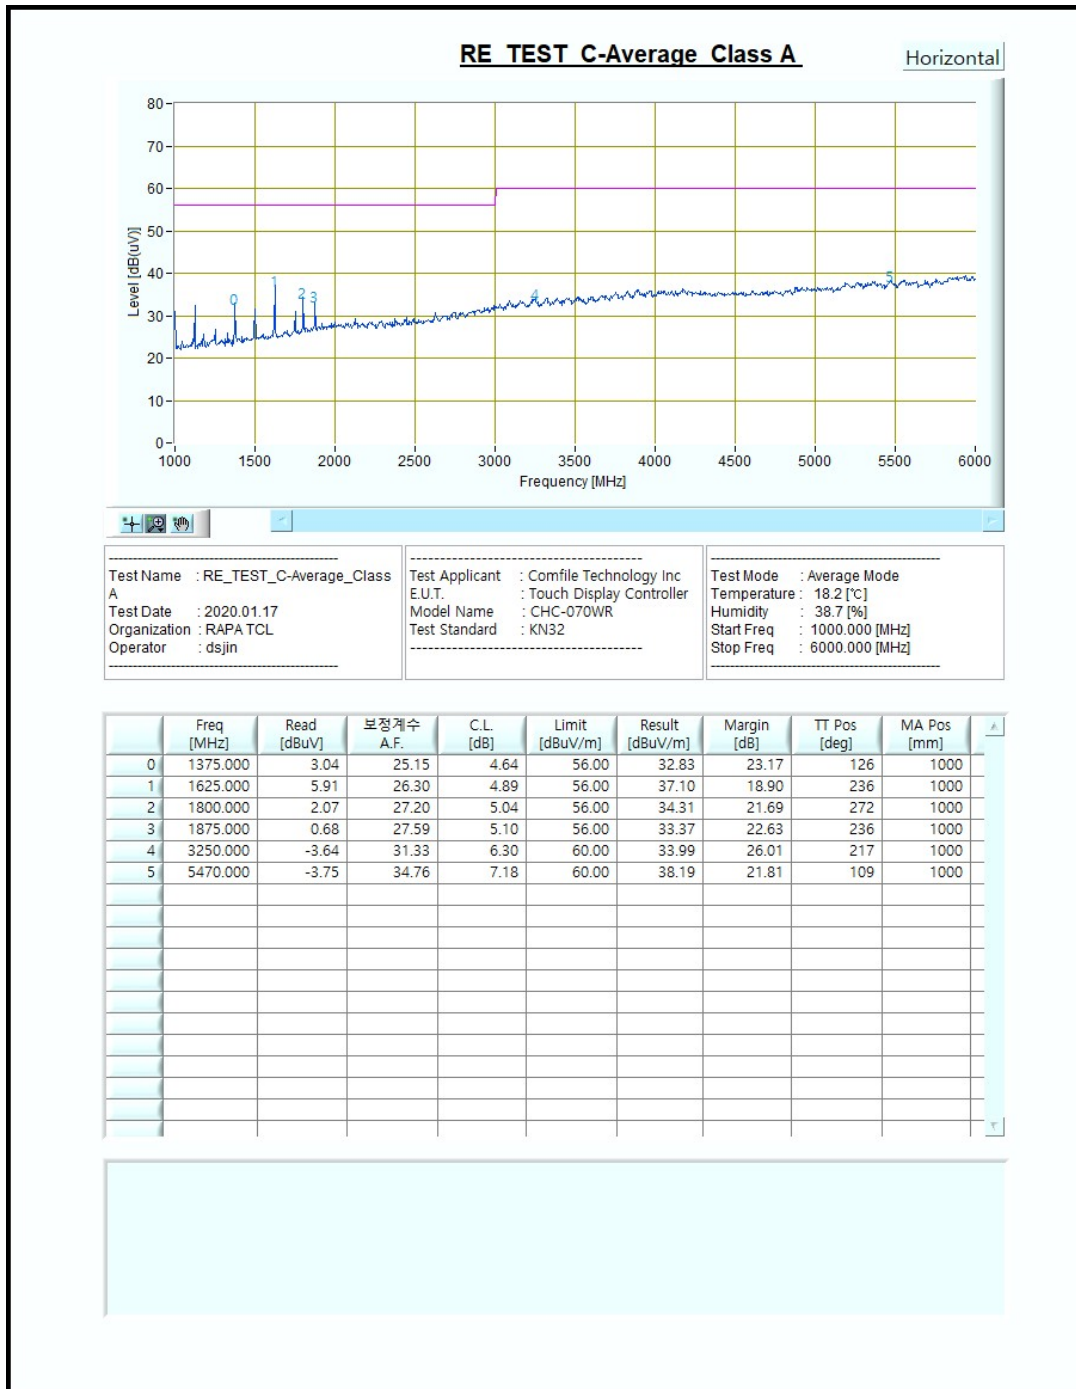 RE_TEST_C-Average_Class A
Horizontal
80
70
60
50
40
30
20
10
0
Level [dB(uV)]
0
1
2
3
4
5
1000 1500 2000 2500 3000 3500 4000 4500 5000 5500 6000
Frequency [MHz]
Test Name : RE_TEST_C-Average_Class
A
Test Date : 2020.01.17
Organization : RAPA TCL
Operator : dsjin
Test Applicant : Comfile Technology Inc
E.U.T. : Touch Display Controller
Model Name : CHC-070WR
Test Standard : KN32
Test Mode : Average Mode
Temperature : 18.2 [℃]
Humidity : 38.7 [%]
Start Freq : 1000.000 [MHz]
Stop Freq : 6000.000 [MHz]
Freq Read 보정계수 C.L. Limit Result Margin TT Pos MA Pos
[MHz] [dBuV] A.F. [dB] [dBuV/m] [dBuV/m] [dB] [deg] [mm]
0 1375.000 3.04 25.15 4.64 56.00 32.83 23.17 126 1000
1 1625.000 5.91 26.30 4.89 56.00 37.10 18.90 236 1000
2 1800.000 2.07 27.20 5.04 56.00 34.31 21.69 272 1000
3 1875.000 0.68 27.59 5.10 56.00 33.37 22.63 236 1000
4 3250.000 -3.64 31.33 6.30 60.00 33.99 26.01 217 1000
5 5470.000 -3.75 34.76 7.18 60.00 38.19 21.81 109 1000